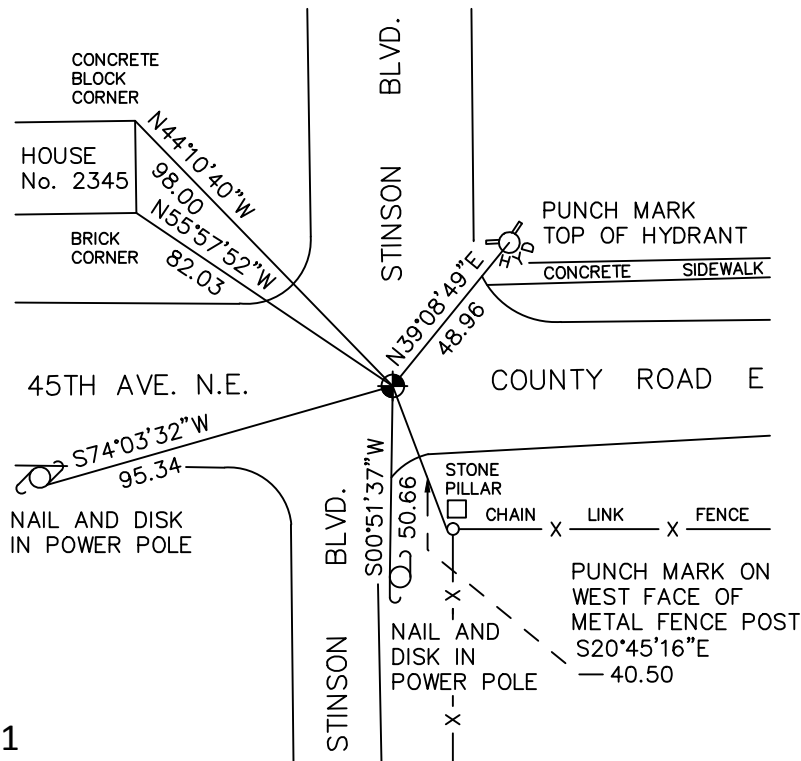 CONCRETE
BLOCK
CORNER
BLVD.
STINSON
N44°10'40"W
98.00
HOUSE
No. 2345
N55°57'52"W
82.03
BRICK
CORNER
PUNCH MARK
TOP OF HYDRANT
HYD
CONCRETE SIDEWALK
N39°08'49"E
48.96
45TH AVE. N.E.
COUNTY ROAD E
S74°03'32"W
95.34
NAIL AND DISK
IN POWER POLE
S00°51'37"W
50.66
STONE
PILLAR
CHAIN X LINK X FENCE
BLVD.
STINSON
X
X
NAIL AND
DISK IN
POWER POLE
PUNCH MARK ON
WEST FACE OF
METAL FENCE POST
S20°45'16"E
40.50
1